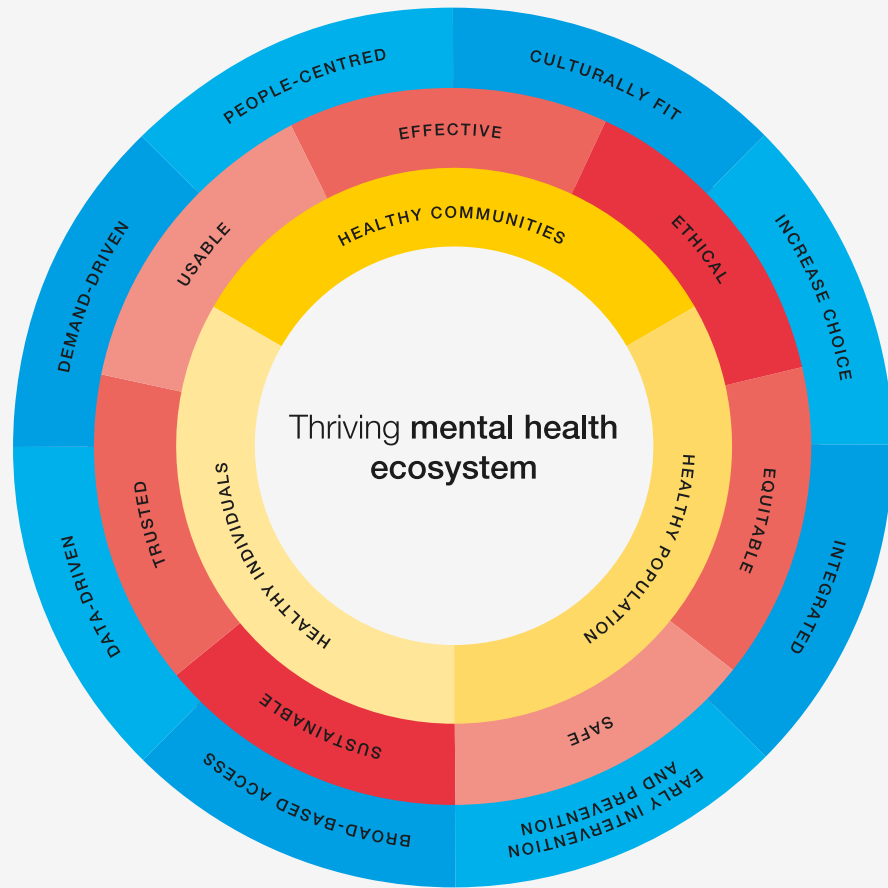 PEOPLE-CENTRED
CULTURALLY FIT
INCREASE CHOICE
INTEGRATED
EARLY INTERVENTION
AND PREVENTION
BROAD-BASED ACCESS
DATA-DRIVEN
DEMAND-DRIVEN
EFFECTIVE
ETHICAL
EQUITABLE
SAFE
SUSTAINABLE
TRUSTED
USABLE
HEALTHY COMMUNITIES
HEALTHY POPULATION
HEALTHY INDIVIDUALS
Thriving mental health
ecosystem